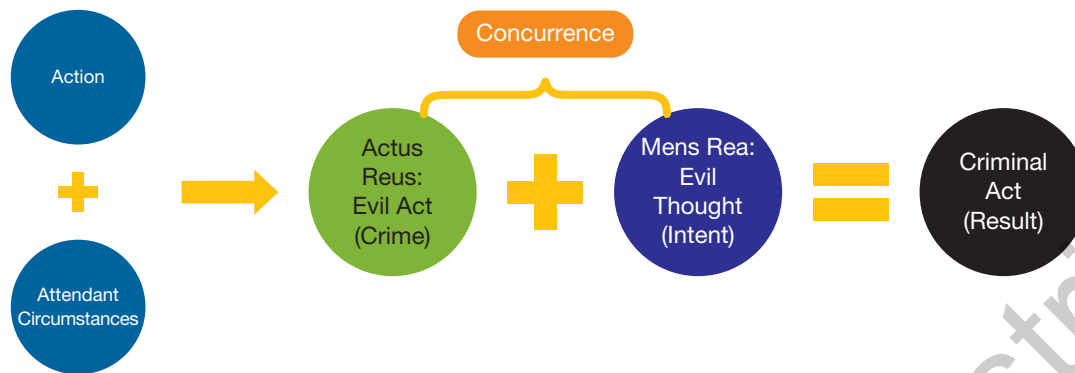 Concurrence
Action
Attendant
Circumstances
Actus
Reus:
Evil Act
(Crime)
Mens Rea:
Evil
Thought
(Intent)
Criminal
Act
(Result)